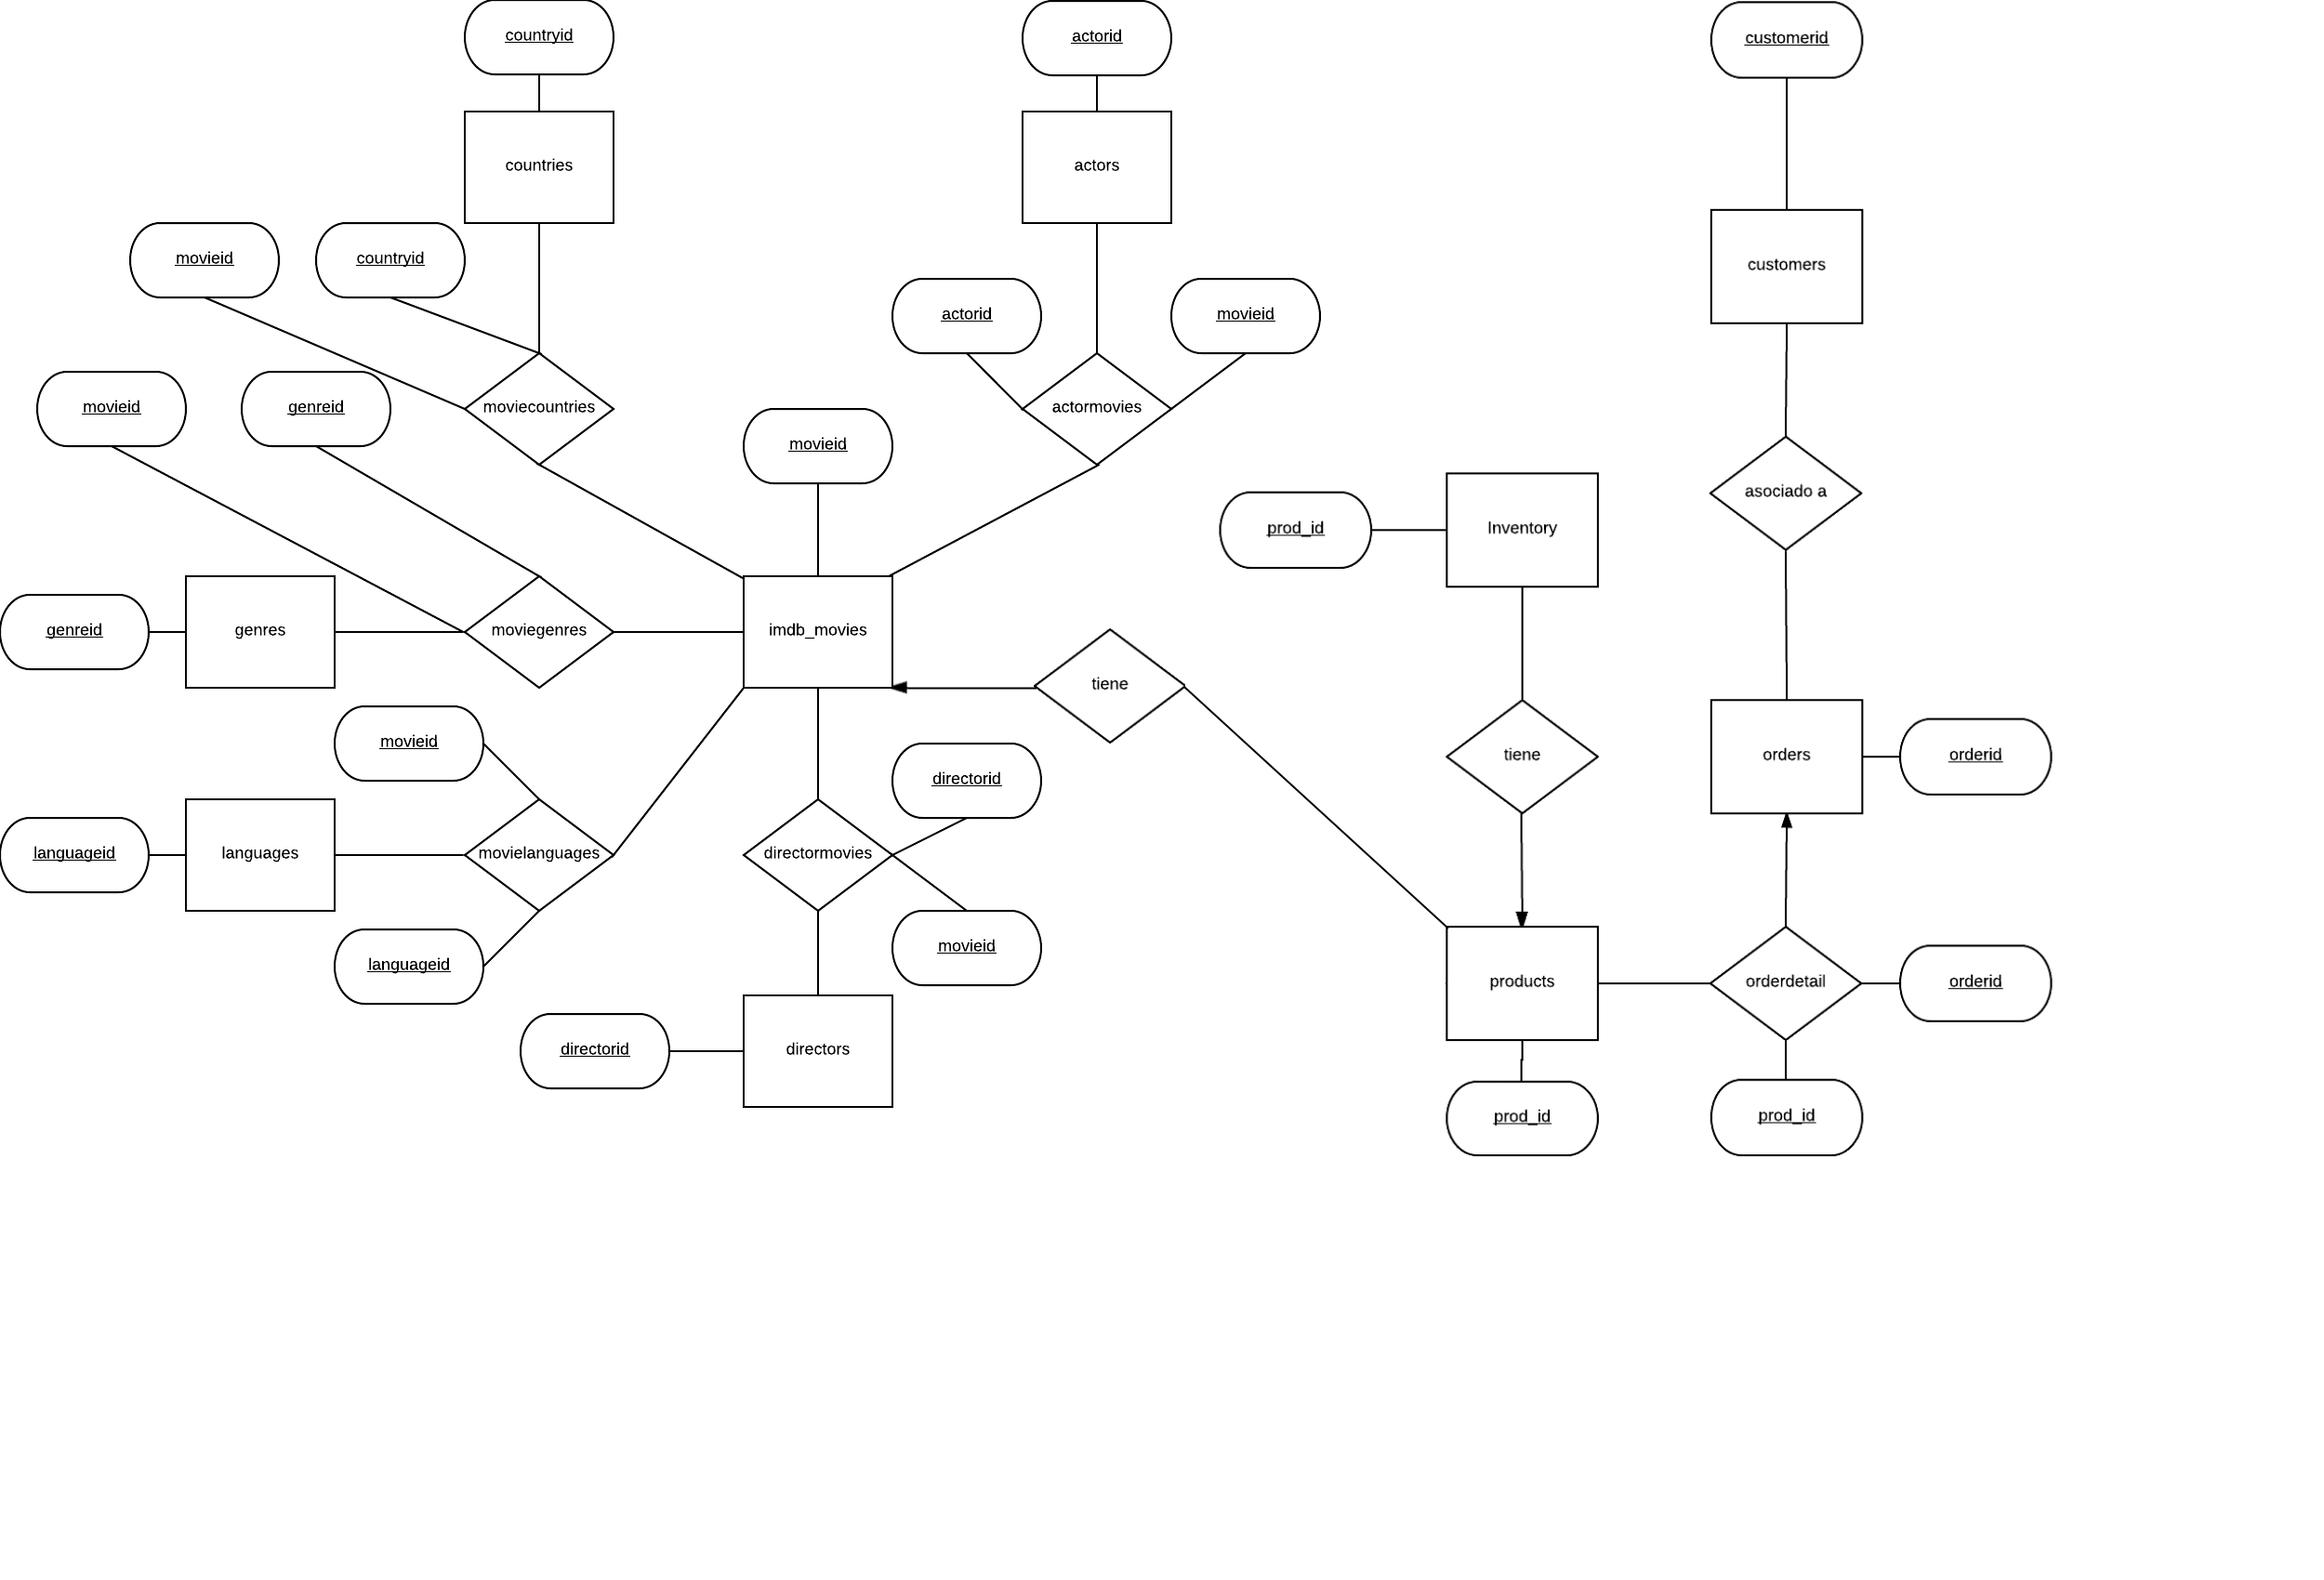 countryid
actorid
customerid
countries
actors
movieid
countryid
customers
actorid
movieid
movieid
genreid
moviecountries
actormovies
movieid
asociado a
prod_id
Inventory
genreid
genres
moviegenres
imdb_movies
tiene
movieid
tiene
orders
orderid
directorid
languageid
languages
movielanguages
directormovies
movieid
languageid
products
orderdetail
orderid
directorid
directors
prod_id
prod_id